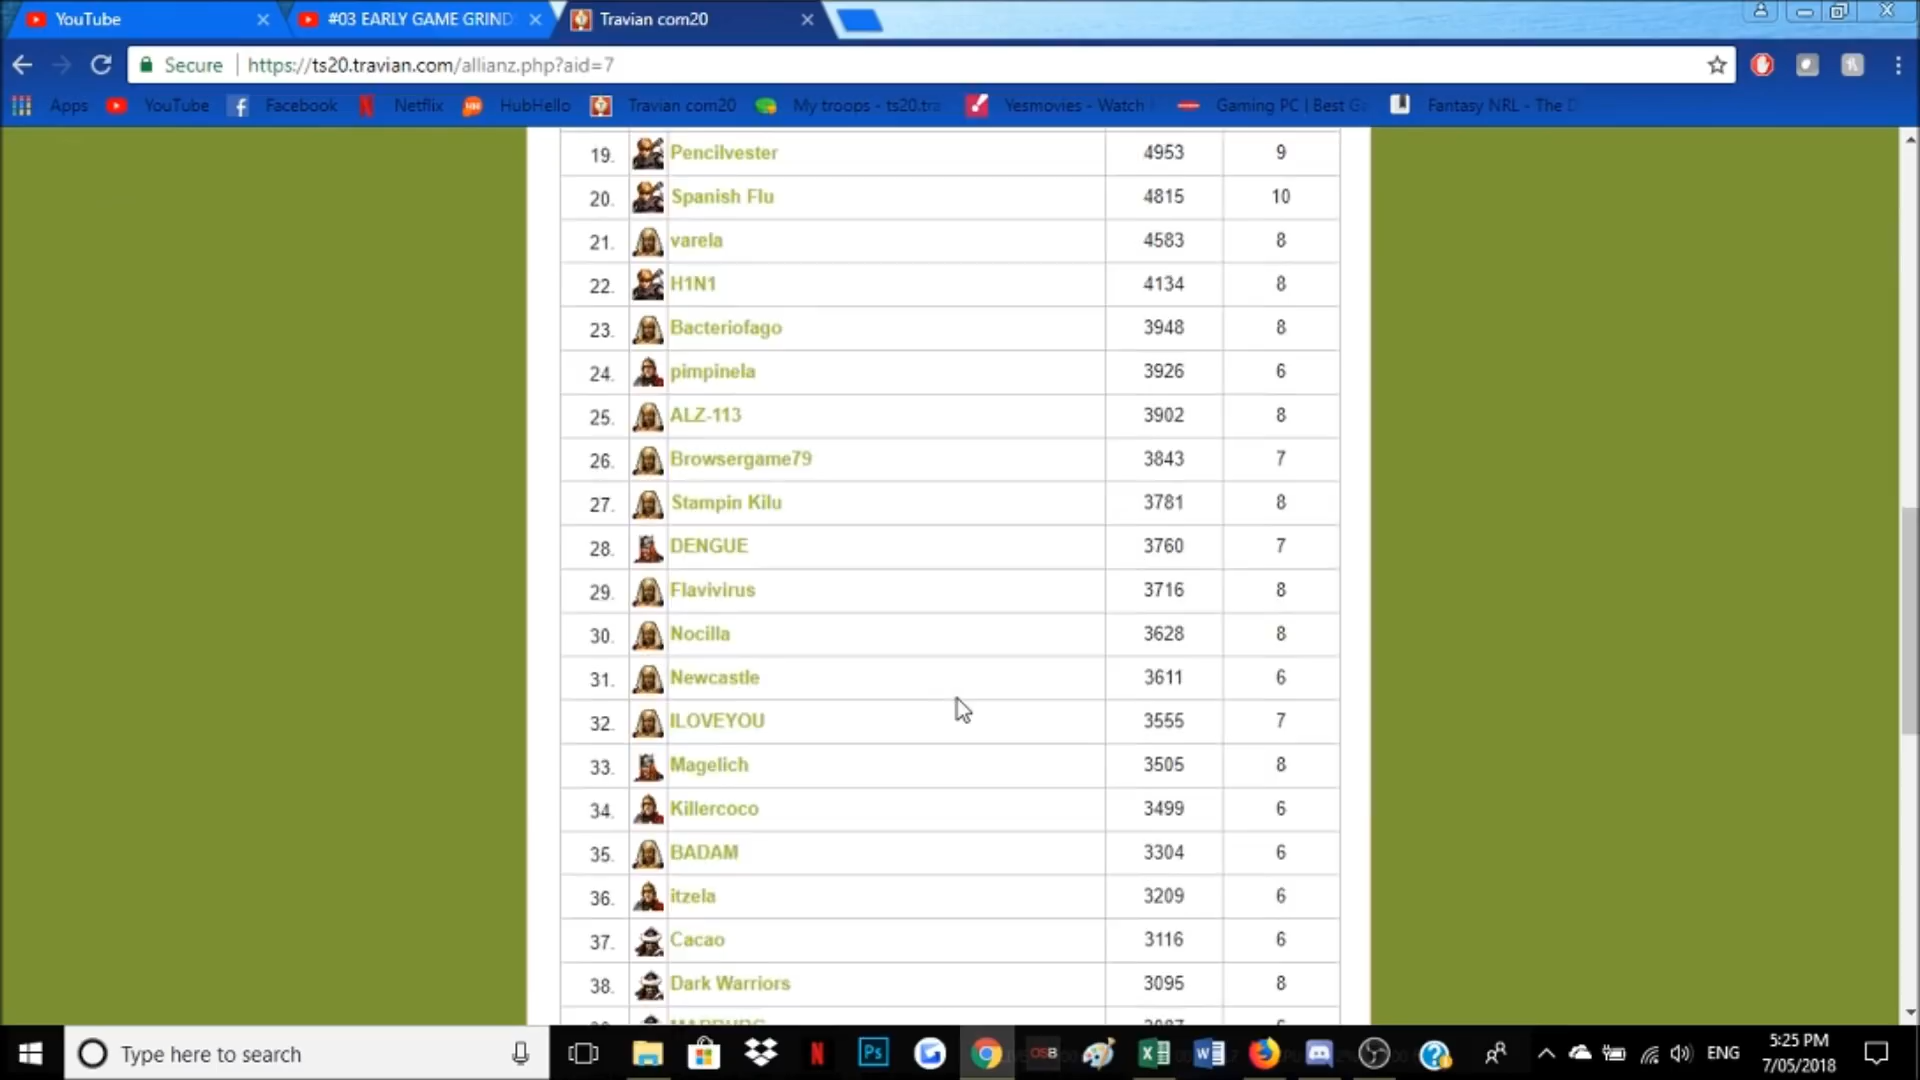 YouTube
#03 EARLY GAME GRIND
Travian com20
Secure
https://ts20.travian.com/allianz.php?aid=7
Apps
YouTube
Facebook
Netflix
HubHello
Travian com20
My troops - ts20.tra
Yesmovies - Watch
Gaming PC | Best Ga
Fantasy NRL - The D
19. Pencilvester 4953 9
20. Spanish Flu 4815 10
21. varela 4583 8
22. H1N1 4134 8
23. Bacteriofago 3948 8
24. pimpinela 3926 6
25. ALZ-113 3902 8
26. Browsergame79 3843 7
27. Stampin Kilu 3781 8
28. DENGUE 3760 7
29. Flavivirus 3716 8
30. Nocilla 3628 8
31. Newcastle 3611 6
32. ILOVEYOU 3555 7
33. Magelich 3505 8
34. Killercoco 3499 6
35. BADAM 3304 6
36. itzela 3209 6
37. Cacao 3116 6
38. Dark Warriors 3095 8
Type here to search
Ps
OSB
ENG
5:25 PM
7/05/2018